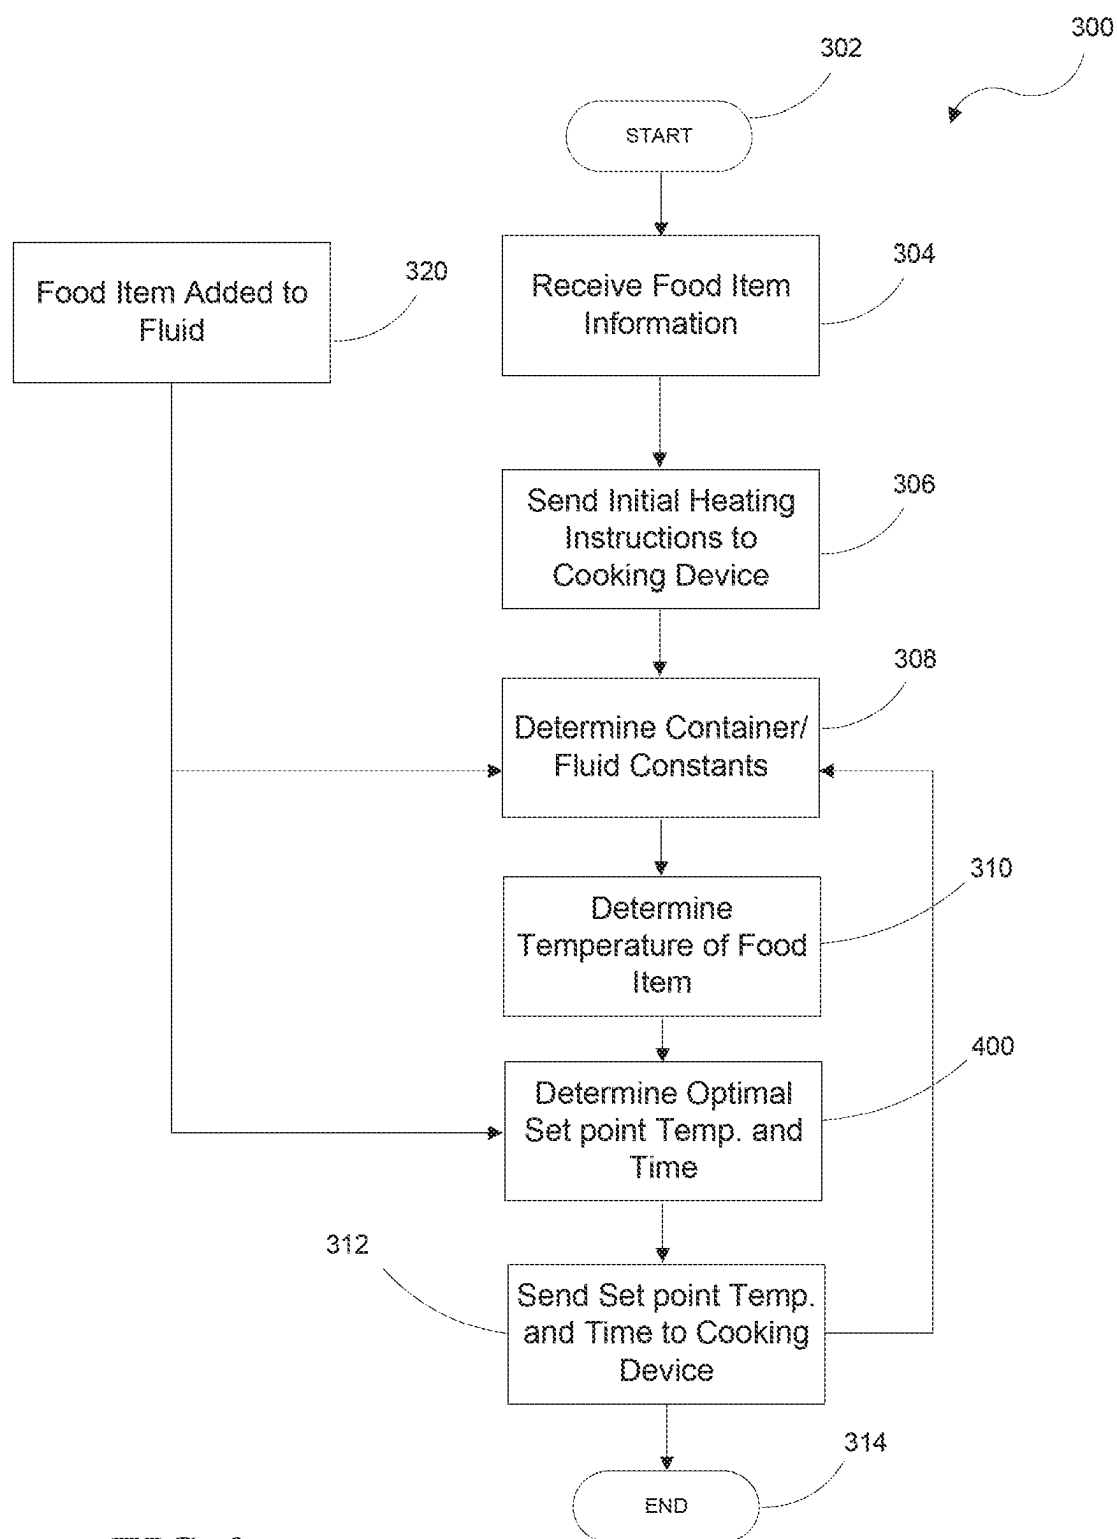 300
302
START
304
Receive Food Item
Information
320
Food Item Added to
Fluid
306
Send Initial Heating
Instructions to
Cooking Device
308
Determine Container/
Fluid Constants
310
Determine
Temperature of Food
Item
400
Determine Optimal
Set point Temp. and
Time
312
Send Set point Temp.
and Time to Cooking
Device
314
END